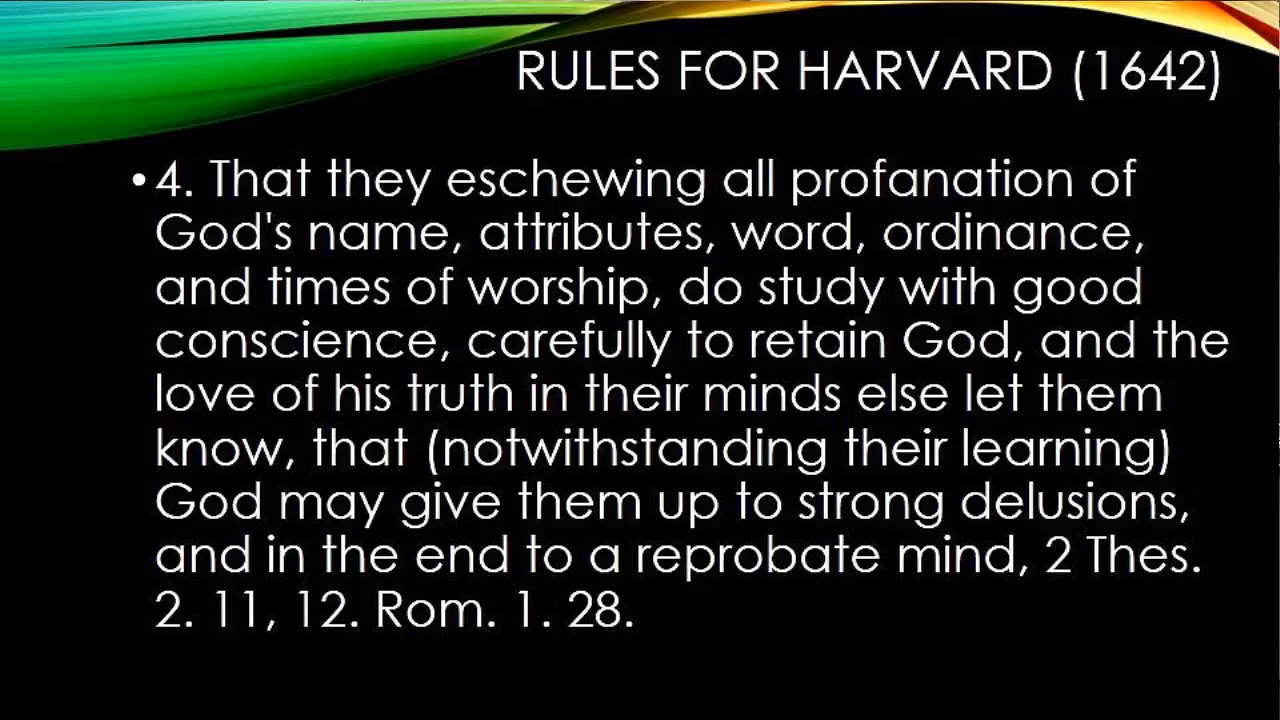 RULES FOR HARVARD (1642)
• 4. That they eschewing all profanation of
God's name, attributes, word, ordinance,
and times of worship, do study with good
conscience, carefully to retain God, and the
love of his truth in their minds else let them
know, that (notwithstanding their learning)
God may give them up to strong delusions,
and in the end to a reprobate mind, 2 Thes.
2. 11, 12. Rom. 1. 28.